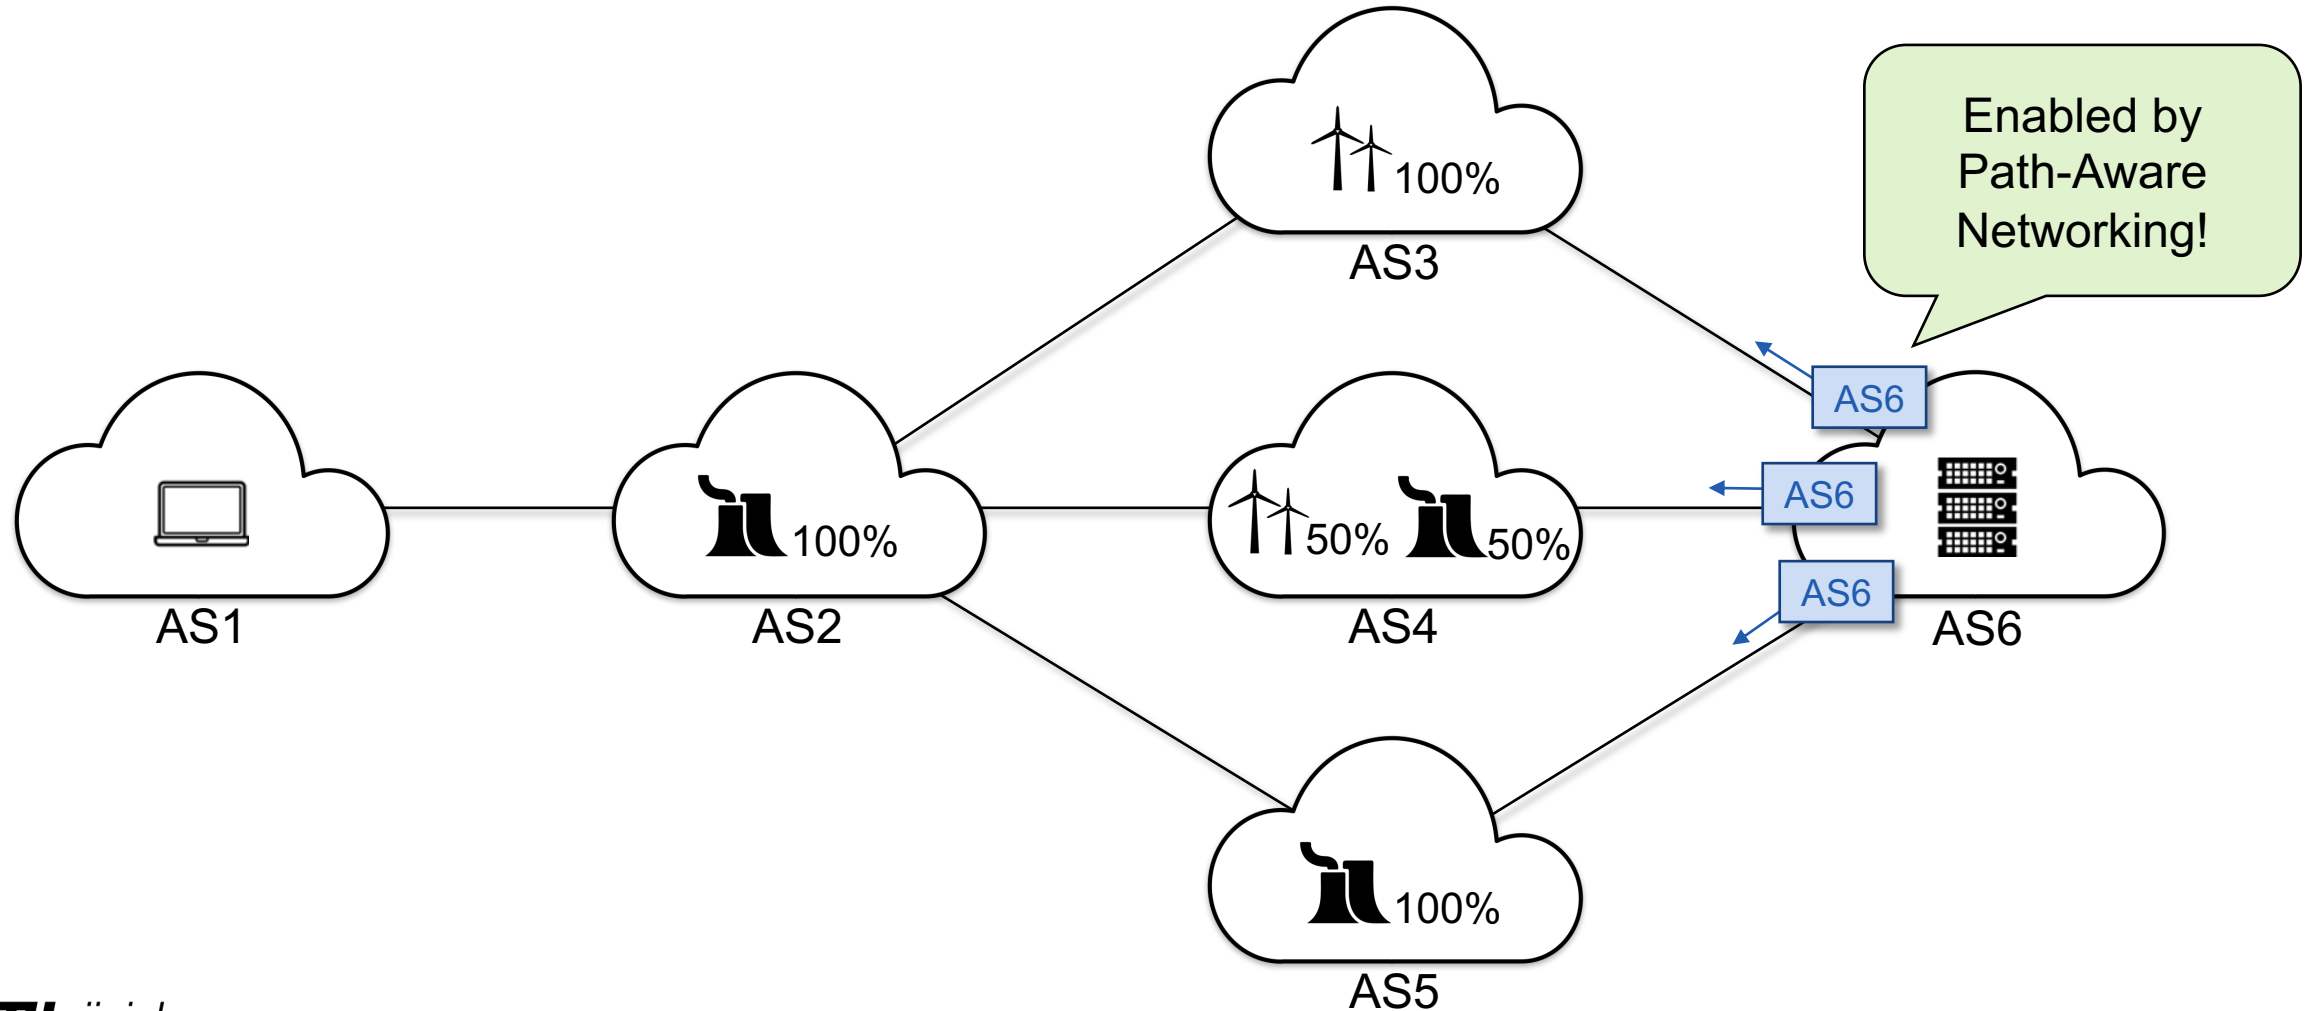 Enabled by
Path-Aware
Networking!
100%
AS3
AS6
AS6
AS6
100%
50%
50%
AS1
AS2
AS4
AS6
100%
AS5